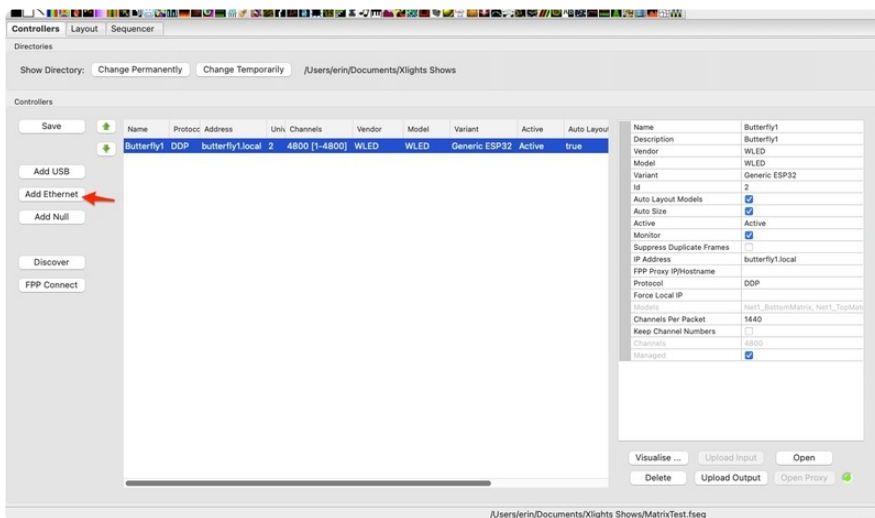 Controllers Layout Sequencer
Directories
Show Directory: Change Permanently Change Temporarily /Users/erin/Documents/Xlights Shows
Controllers
Save
Add USB
Add Ethernet
Add Null
Discover
FPP Connect
Name Protocc Address Univ Channels Vendor Model Variant Active Auto Layout
Butterfly1 DDP butterfly1.local 2 4800 [1-4800] WLED WLED Generic ESP32 Active true
Name Butterfly1
Description Butterfly1
Vendor WLED
Model WLED
Variant Generic ESP32
Id 2
Auto Layout Models
Auto Size
Active Active
Monitor
Suppress Duplicate Frames
IP Address butterfly1.local
FPP Proxy IP/Hostname
Protocol DDP
Force Local IP
Models Net1_BottomMatrix, Net1_TopMat
Channels Per Packet 1440
Keep Channel Numbers
Channels 4800
Managed
Visualise ... Upload Input Open
Delete Upload Output Open Proxy
/Users/erin/Documents/Xlights Shows/MatrixTest.fseq